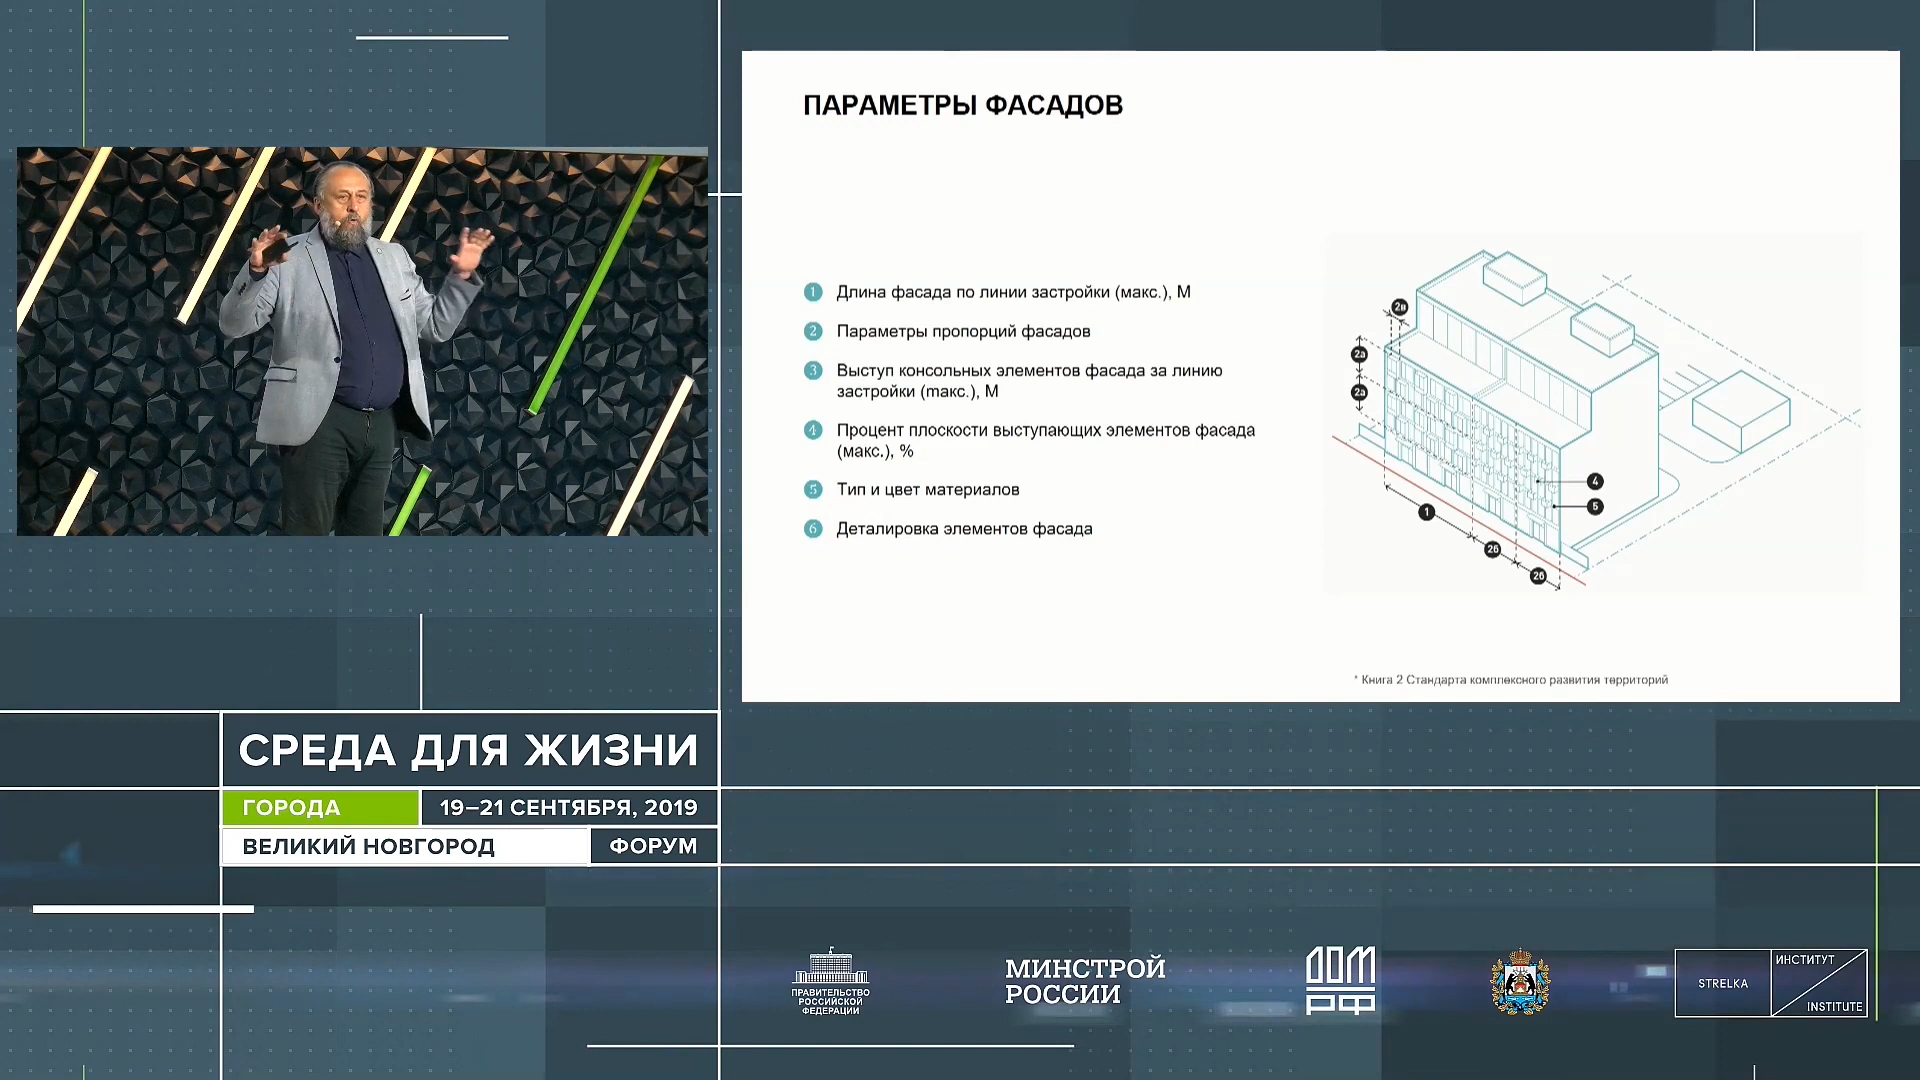 ПАРАМЕТРЫ ФАСАДОВ
1 Длина фасада по линии застройки (макс.), М
2 Параметры пропорций фасадов
3 Выступ консольных элементов фасада за линию
застройки (макс.), М
4 Процент плоскости выступающих элементов фасада
(макс.), %
5 Тип и цвет материалов
6 Деталировка элементов фасада
2в
2а
2а
4
5
1
2б
2б
* Книга 2 Стандарта комплексного развития территорий
СРЕДА ДЛЯ ЖИЗНИ
ГОРОДА
19–21 СЕНТЯБРЯ, 2019
ВЕЛИКИЙ НОВГОРОД
ФОРУМ
ПРАВИТЕЛЬСТВО
РОССИЙСКОЙ
ФЕДЕРАЦИИ
МИНСТРОЙ
РОССИИ
ДОМ
РФ
STRELKA
ИНСТИТУТ
INSTITUTE